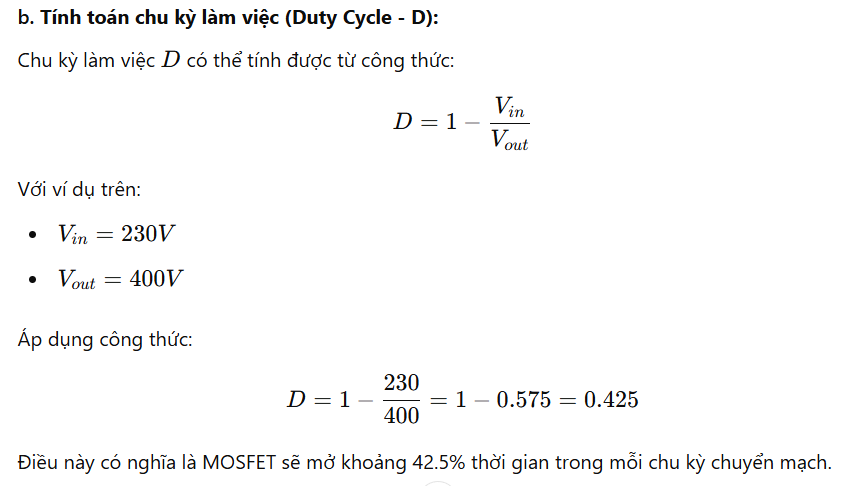 b. Tính toán chu kỳ làm việc (Duty Cycle - D):
Chu kỳ làm việc D có thể tính được từ công thức:
D = 1 − \frac{V_{in}}{V_{out}}
Với ví dụ trên:
• V_{in} = 230V
• V_{out} = 400V
Áp dụng công thức:
D = 1 − \frac{230}{400} = 1 − 0.575 = 0.425
Điều này có nghĩa là MOSFET sẽ mở khoảng 42.5% thời gian trong mỗi chu kỳ chuyển mạch.